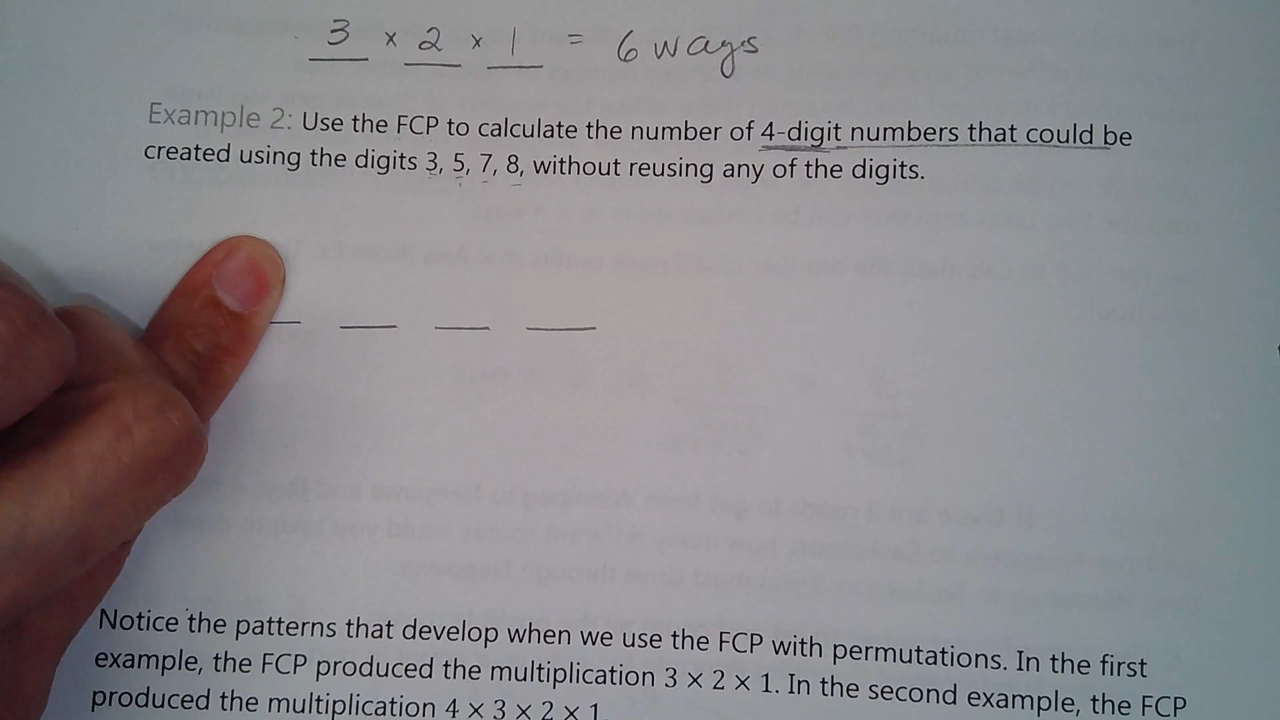 3 × 2 × 1 = 6 ways
Example 2: Use the FCP to calculate the number of 4-digit numbers that could be
created using the digits 3, 5, 7, 8, without reusing any of the digits.
Notice the patterns that develop when we use the FCP with permutations. In the first
example, the FCP produced the multiplication 3 × 2 × 1. In the second example, the FCP
produced the multiplication 4 × 3 × 2 × 1.